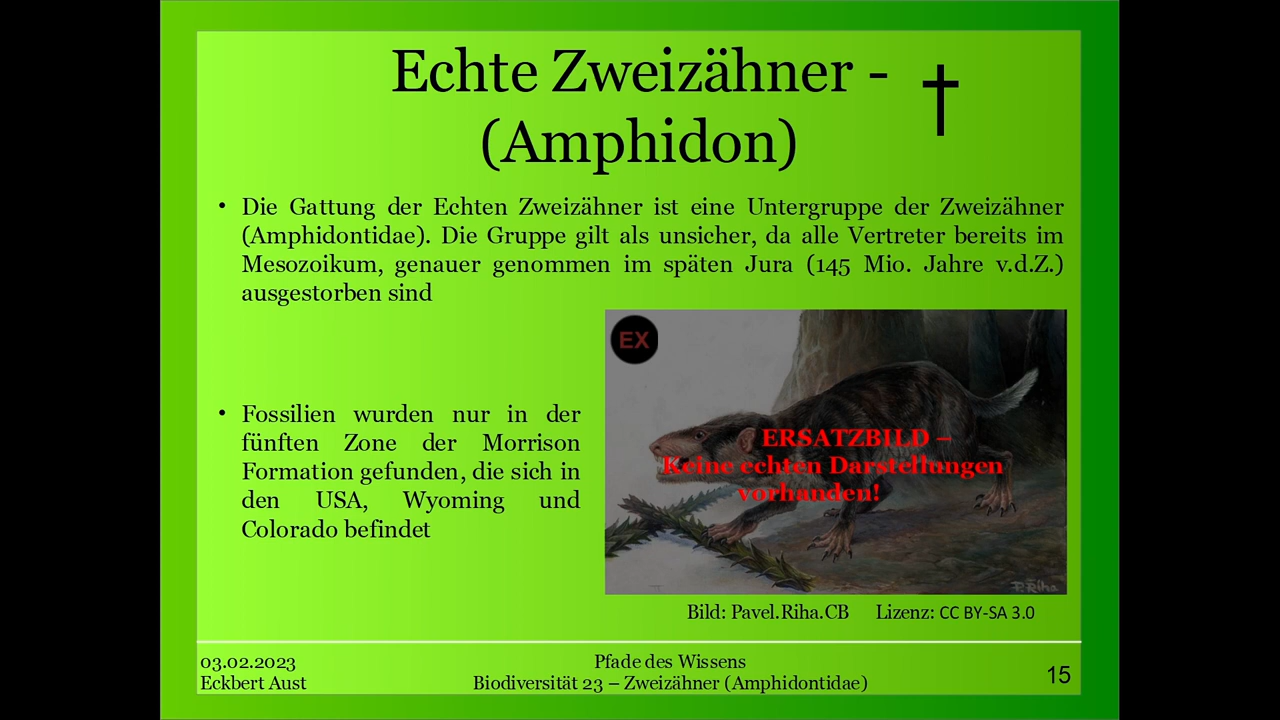 Echte Zweizähner - †
(Amphidon)
• Die Gattung der Echten Zweizähner ist eine Untergruppe der Zweizähner
(Amphidontidae). Die Gruppe gilt als unsicher, da alle Vertreter bereits im
Mesozoikum, genauer genommen im späten Jura (145 Mio. Jahre v.d.Z.)
ausgestorben sind
• Fossilien wurden nur in der
fünften Zone der Morrison
Formation gefunden, die sich in
den USA, Wyoming und
Colorado befindet
EX
ERSATZBILD –
Keine echten Darstellungen
vorhanden!
P. Říha
Bild: Pavel.Riha.CB Lizenz: CC BY-SA 3.0
03.02.2023
Eckbert Aust
Pfade des Wissens
Biodiversität 23 – Zweizähner (Amphidontidae)
15